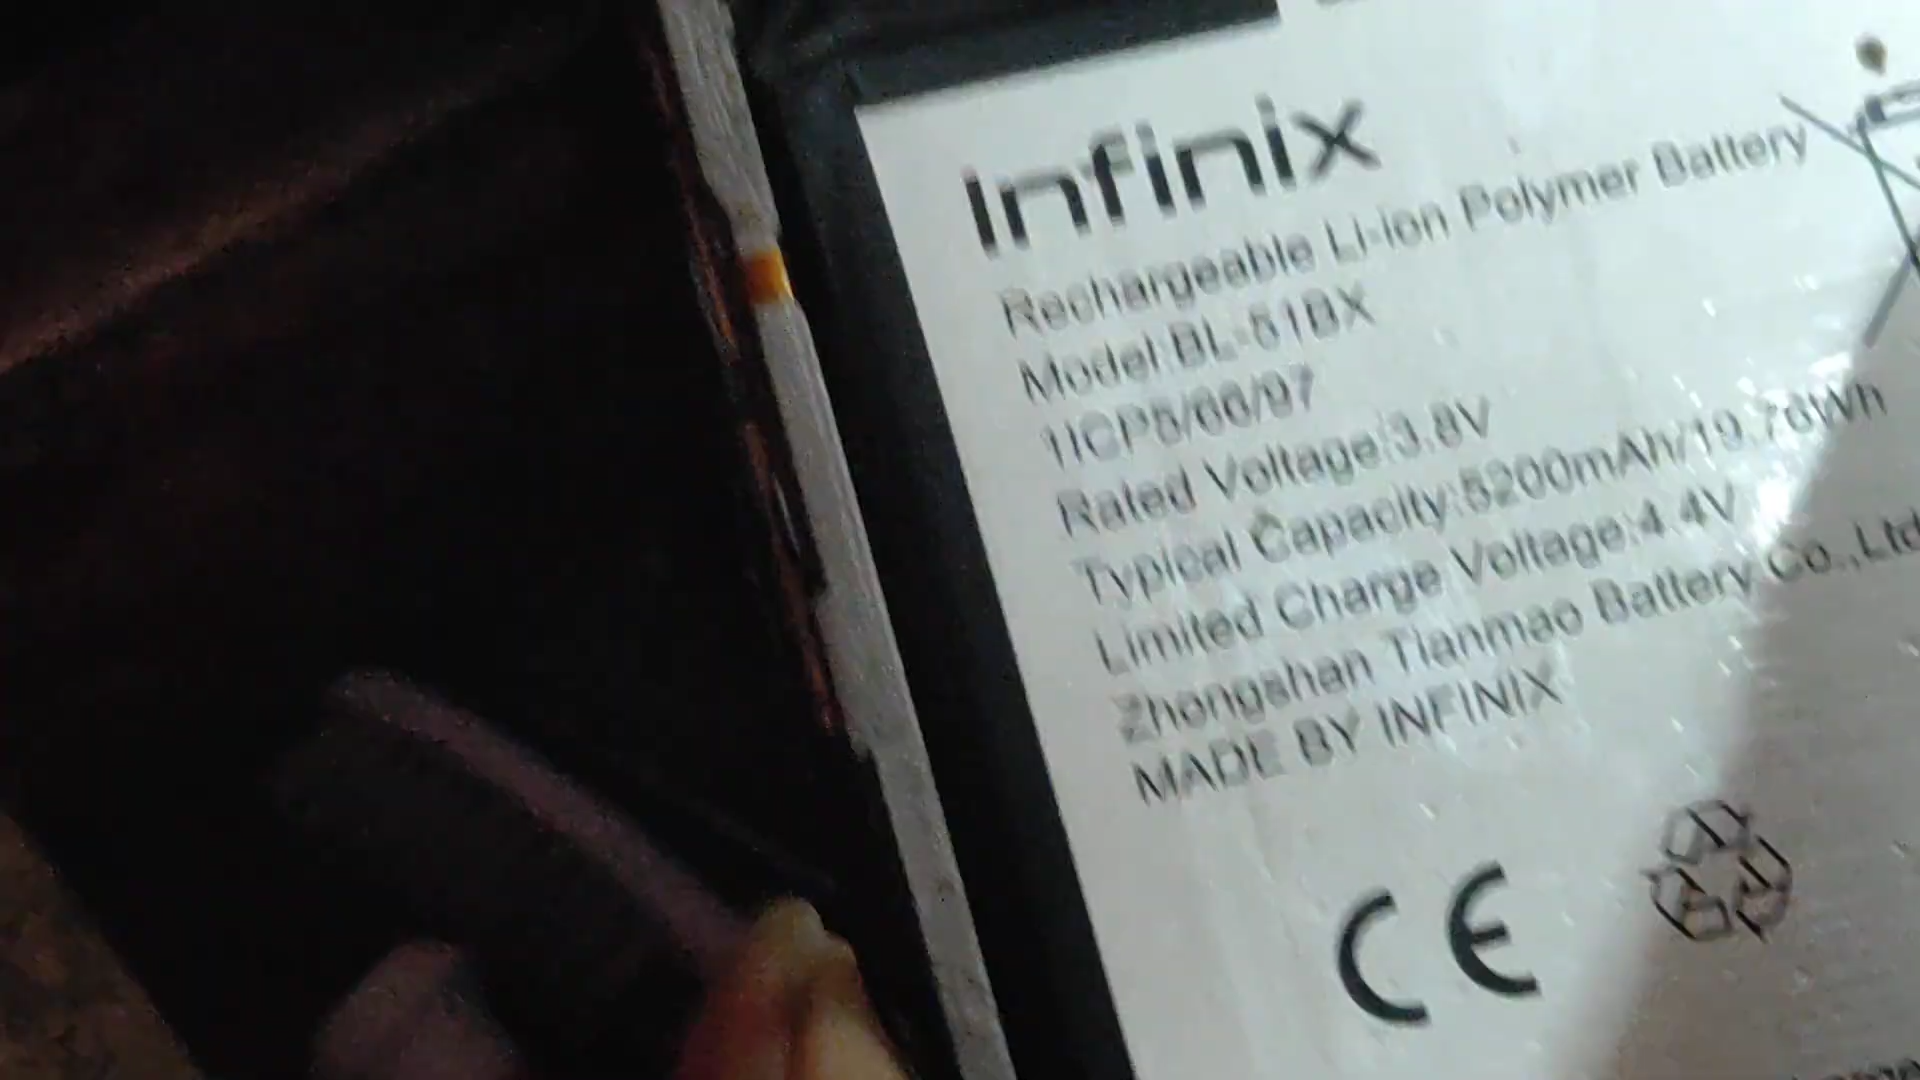 Infinix
Rechargeable Li-ion Polymer Battery
Model:BL-51BX
1ICP5/66/97
Rated Voltage:3.8V
Typical Capacity:5200mAh/19.76Wh
Limited Charge Voltage:4.4V
Zhongshan Tianmao Battery Co.,Ltd
MADE BY INFINIX
CE